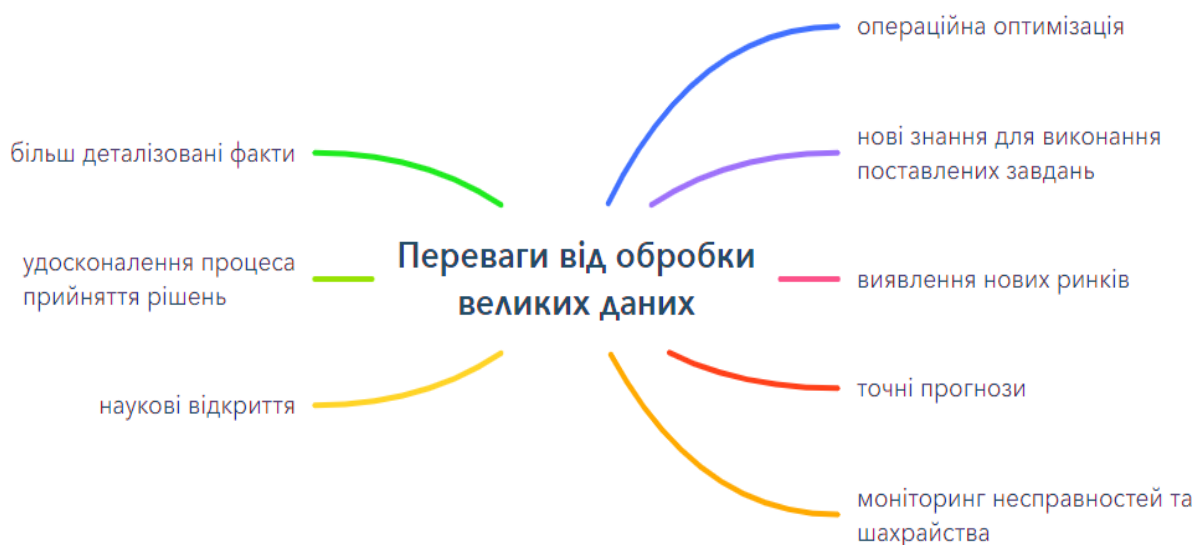 Переваги від обробки
великих даних
операційна оптимізація
нові знання для виконання
поставлених завдань
виявлення нових ринків
точні прогнози
моніторинг несправностей та
шахрайства
більш деталізовані факти
удосконалення процеса
прийняття рішень
наукові відкриття